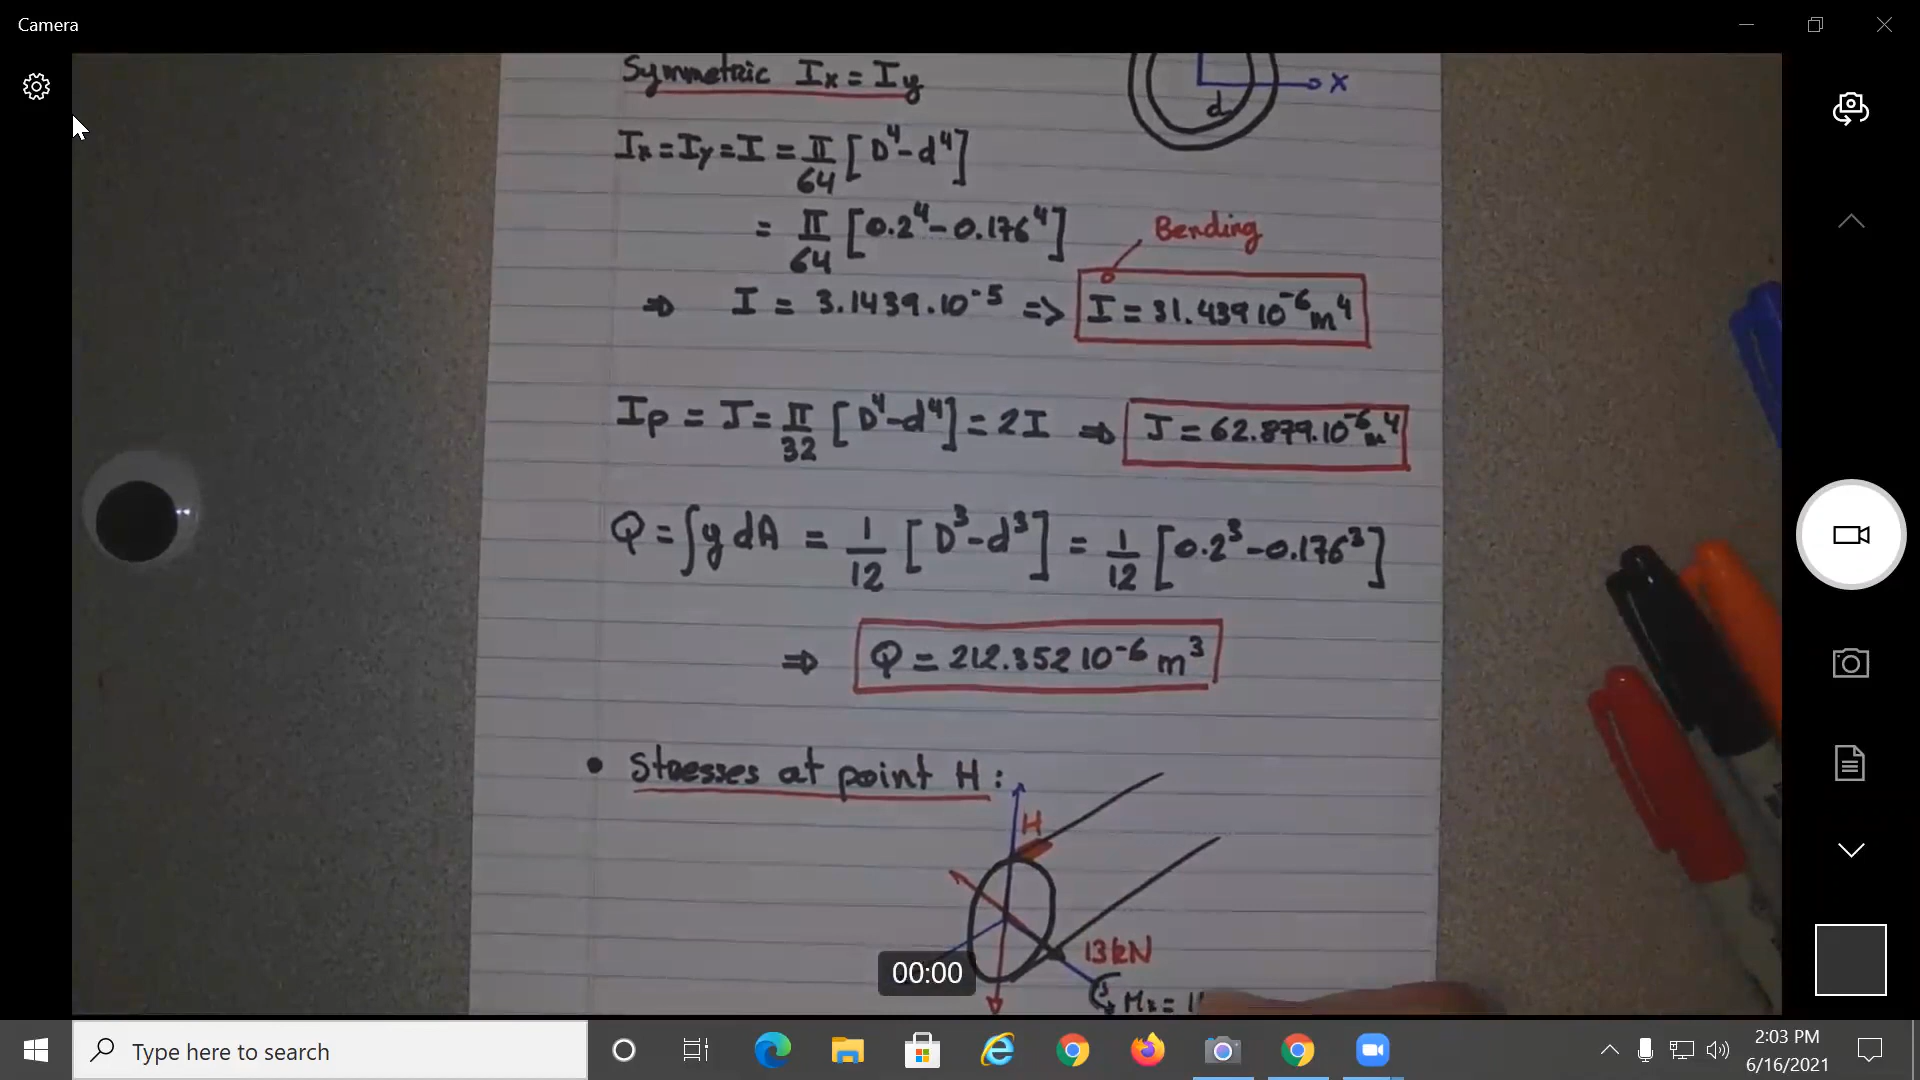 Camera
Symmetric Ix = Iy
x
d
Ix = Iy = I = π/64 [D⁴ - d⁴]
= π/64 [0.2⁴ - 0.176⁴]
Bending
⇒ I = 3.1439.10⁻⁵ => I = 31.439 10⁻⁶ m⁴
Ip = J = π/32 [D⁴ - d⁴] = 2I ⇒ J = 62.879.10⁻⁶ m⁴
Q = ∫y dA = 1/12 [D³ - d³] = 1/12 [0.2³ - 0.176³]
⇒ Q = 212.352 10⁻⁶ m³
• Stresses at point H:
H
13kN
00:00
Mx =
Type here to search
2:03 PM
6/16/2021